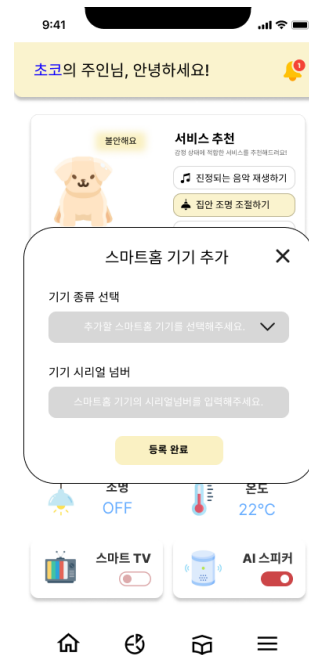 9:41
초코의 주인님, 안녕하세요!
불안해요
서비스 추천
감정 상태에 적합한 서비스를 추천해드려요!
진정되는 음악 재생하기
집안 조명 조절하기
스마트홈 기기 추가
기기 종류 선택
추가할 스마트홈 기기를 선택해주세요.
기기 시리얼 넘버
스마트홈 기기의 시리얼넘버를 입력해주세요.
등록 완료
조명
OFF
온도
22°C
스마트 TV
AI 스피커